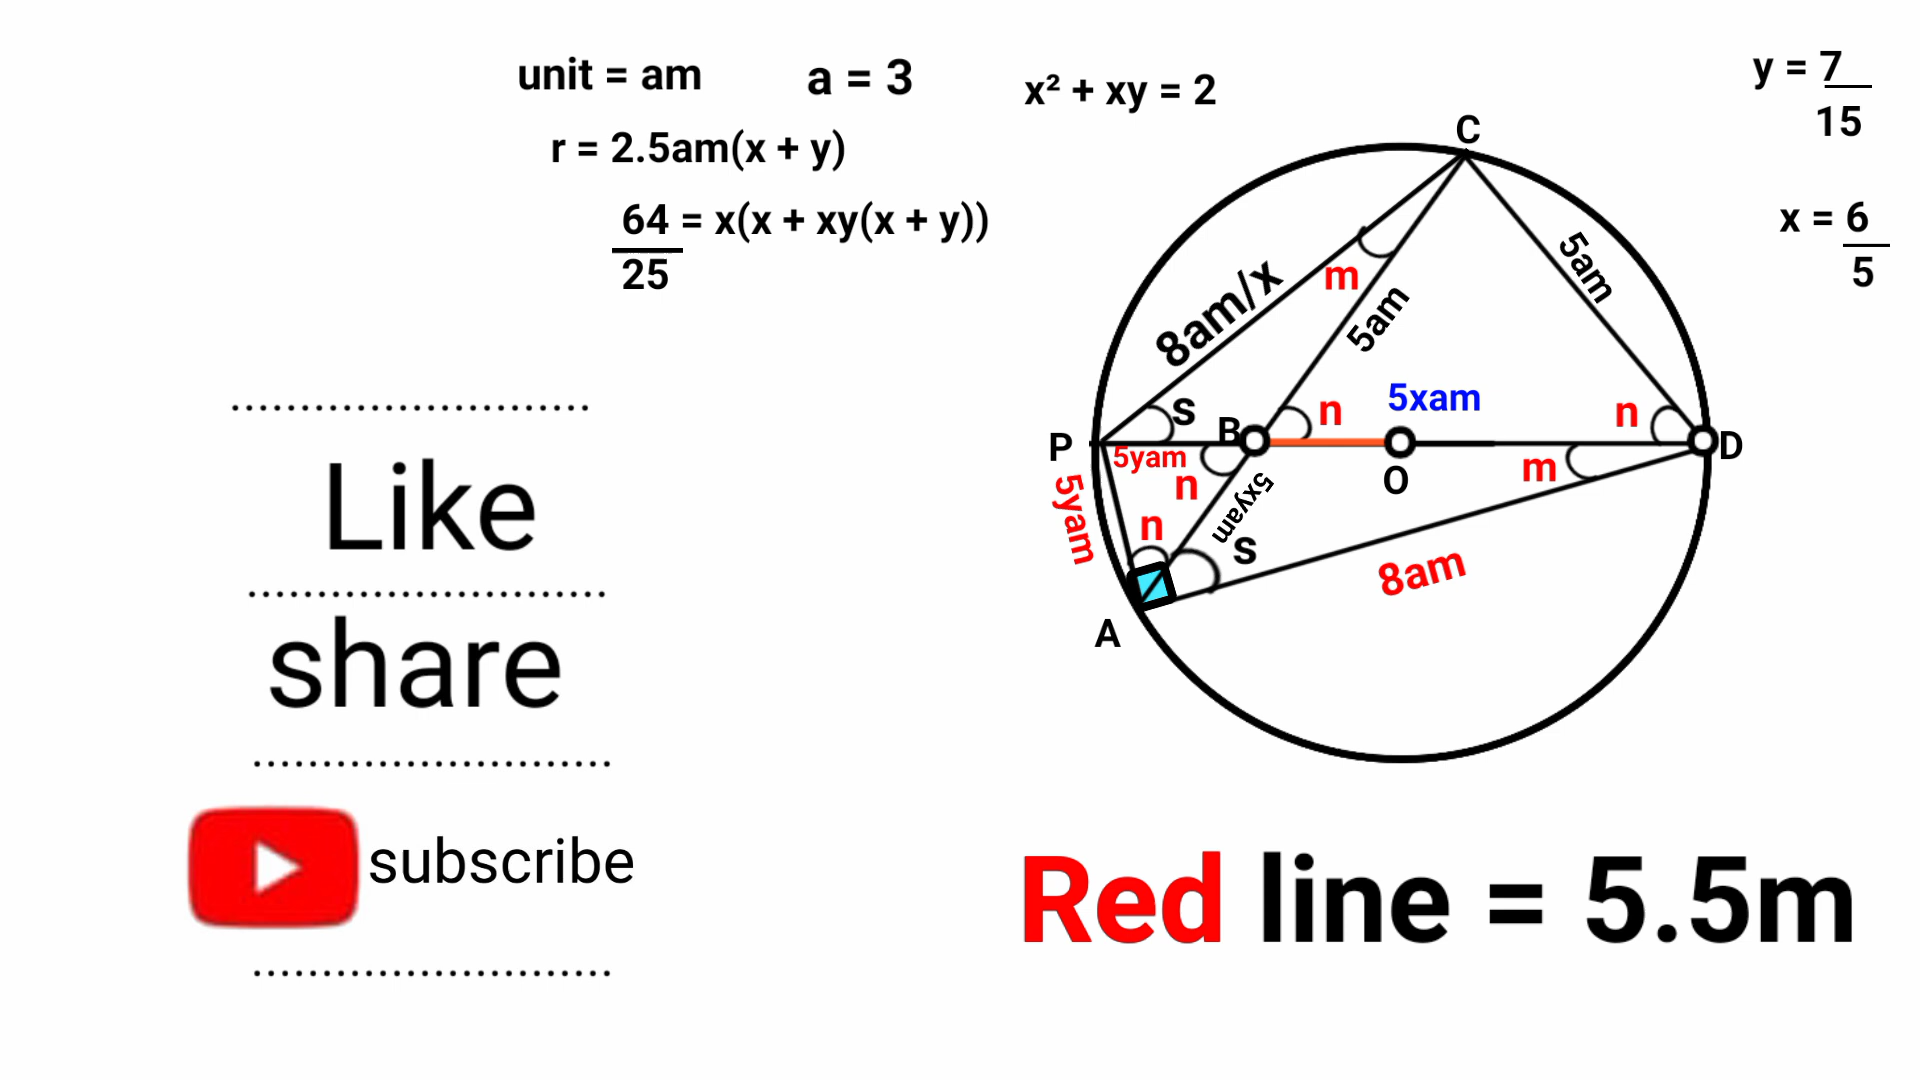 unit = am
a = 3
x² + xy = 2
y = 7
15
r = 2.5am(x + y)
64 = x(x + xy(x + y))
25
x = 6
5
C
8am/x
m
5am
5am
S
n
5xam
n
P
B
D
5yam
n
O
m
5yam
5xyam
n
S
8am
A
Like
share
subscribe
Red line = 5.5m